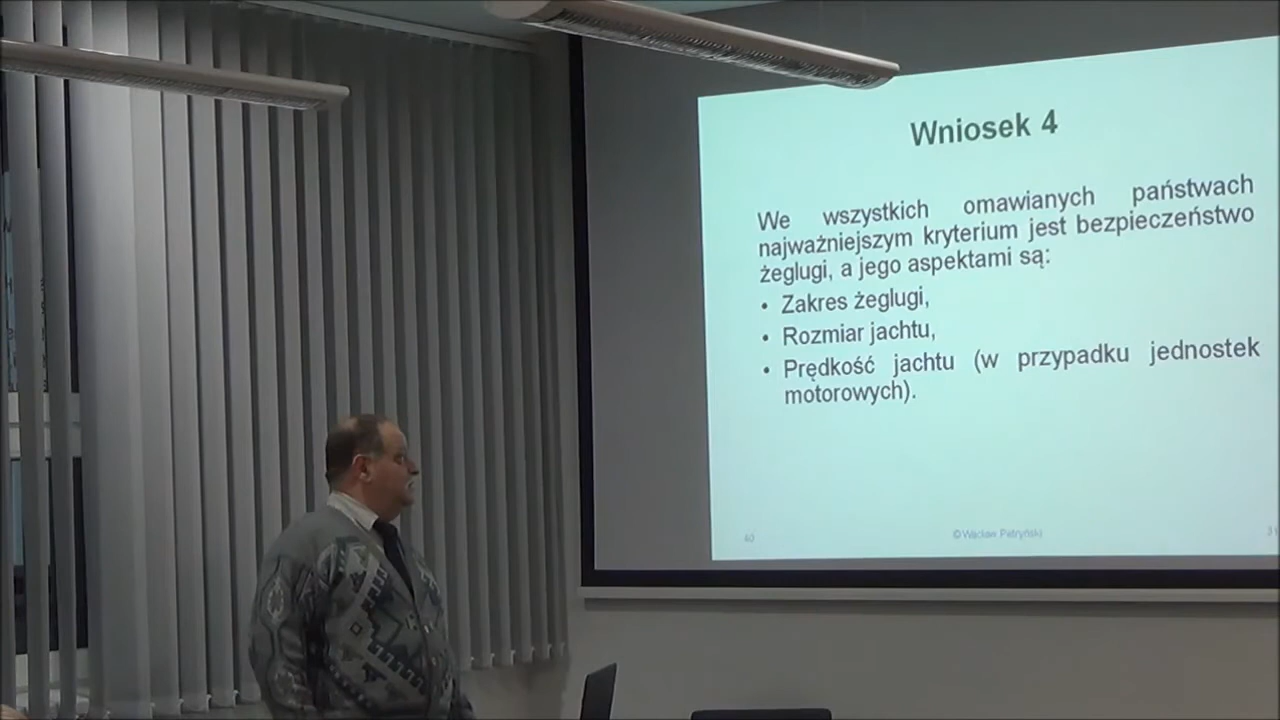 Wniosek 4
We wszystkich omawianych państwach
najważniejszym kryterium jest bezpieczeństwo
żeglugi, a jego aspektami są:
• Zakres żeglugi,
• Rozmiar jachtu,
• Prędkość jachtu (w przypadku jednostek
motorowych).
40 ©Wacław Petryński